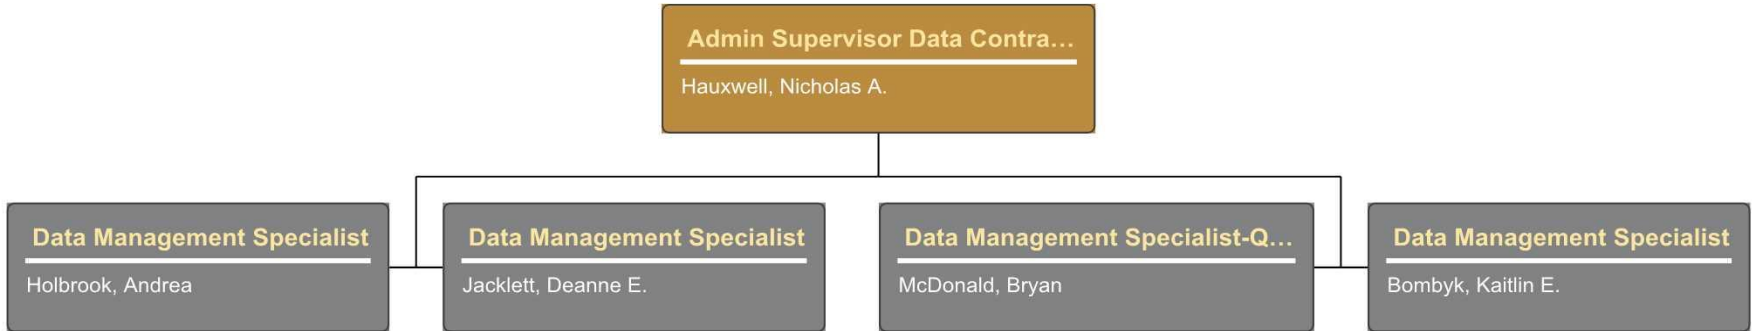 Admin Supervisor Data Contra…
Hauxwell, Nicholas A.
Data Management Specialist
Holbrook, Andrea
Data Management Specialist
Jacklett, Deanne E.
Data Management Specialist-Q…
McDonald, Bryan
Data Management Specialist
Bombyk, Kaitlin E.